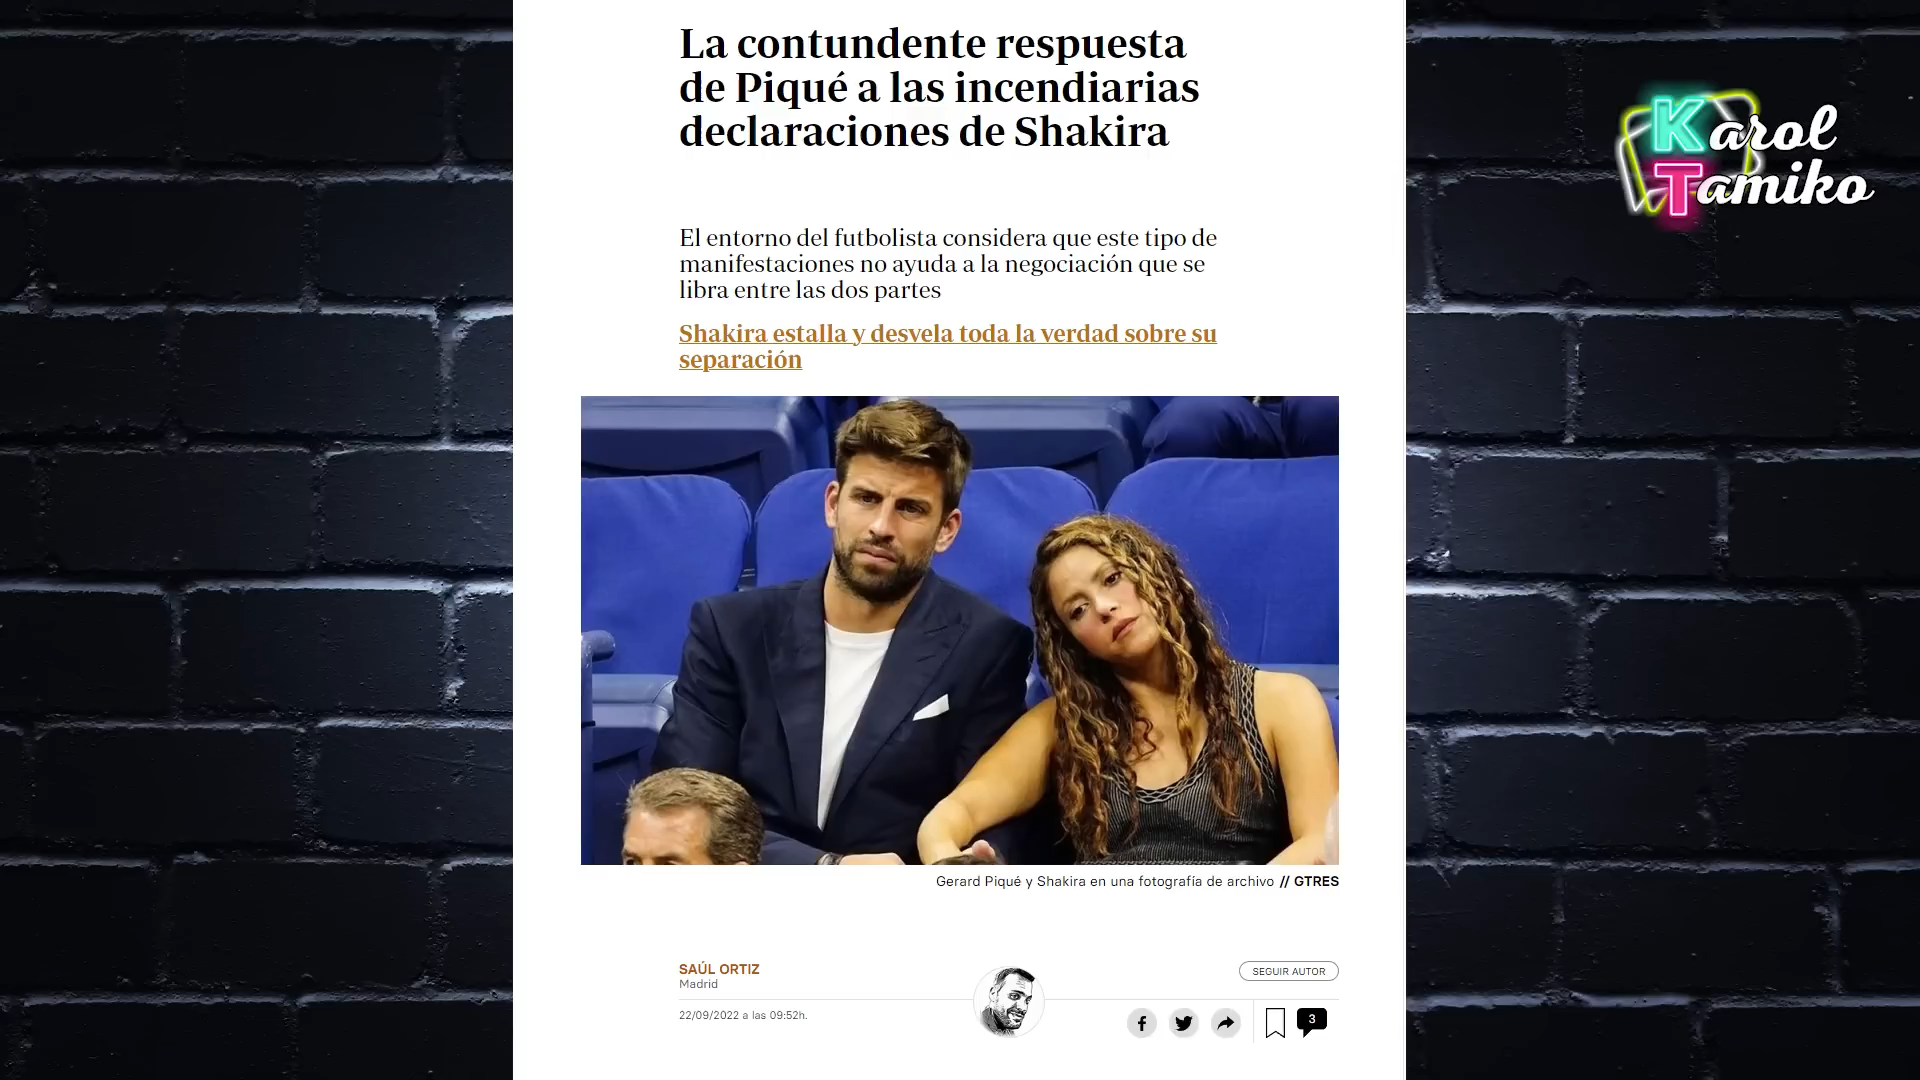 La contundente respuesta
de Piqué a las incendiarias
declaraciones de Shakira
Karol
Tamiko
El entorno del futbolista considera que este tipo de
manifestaciones no ayuda a la negociación que se
libra entre las dos partes
Shakira estalla y desvela toda la verdad sobre su
separación
Gerard Piqué y Shakira en una fotografía de archivo // GTRES
SAÚL ORTIZ
Madrid
SEGUIR AUTOR
22/09/2022 a las 09:52h.
3